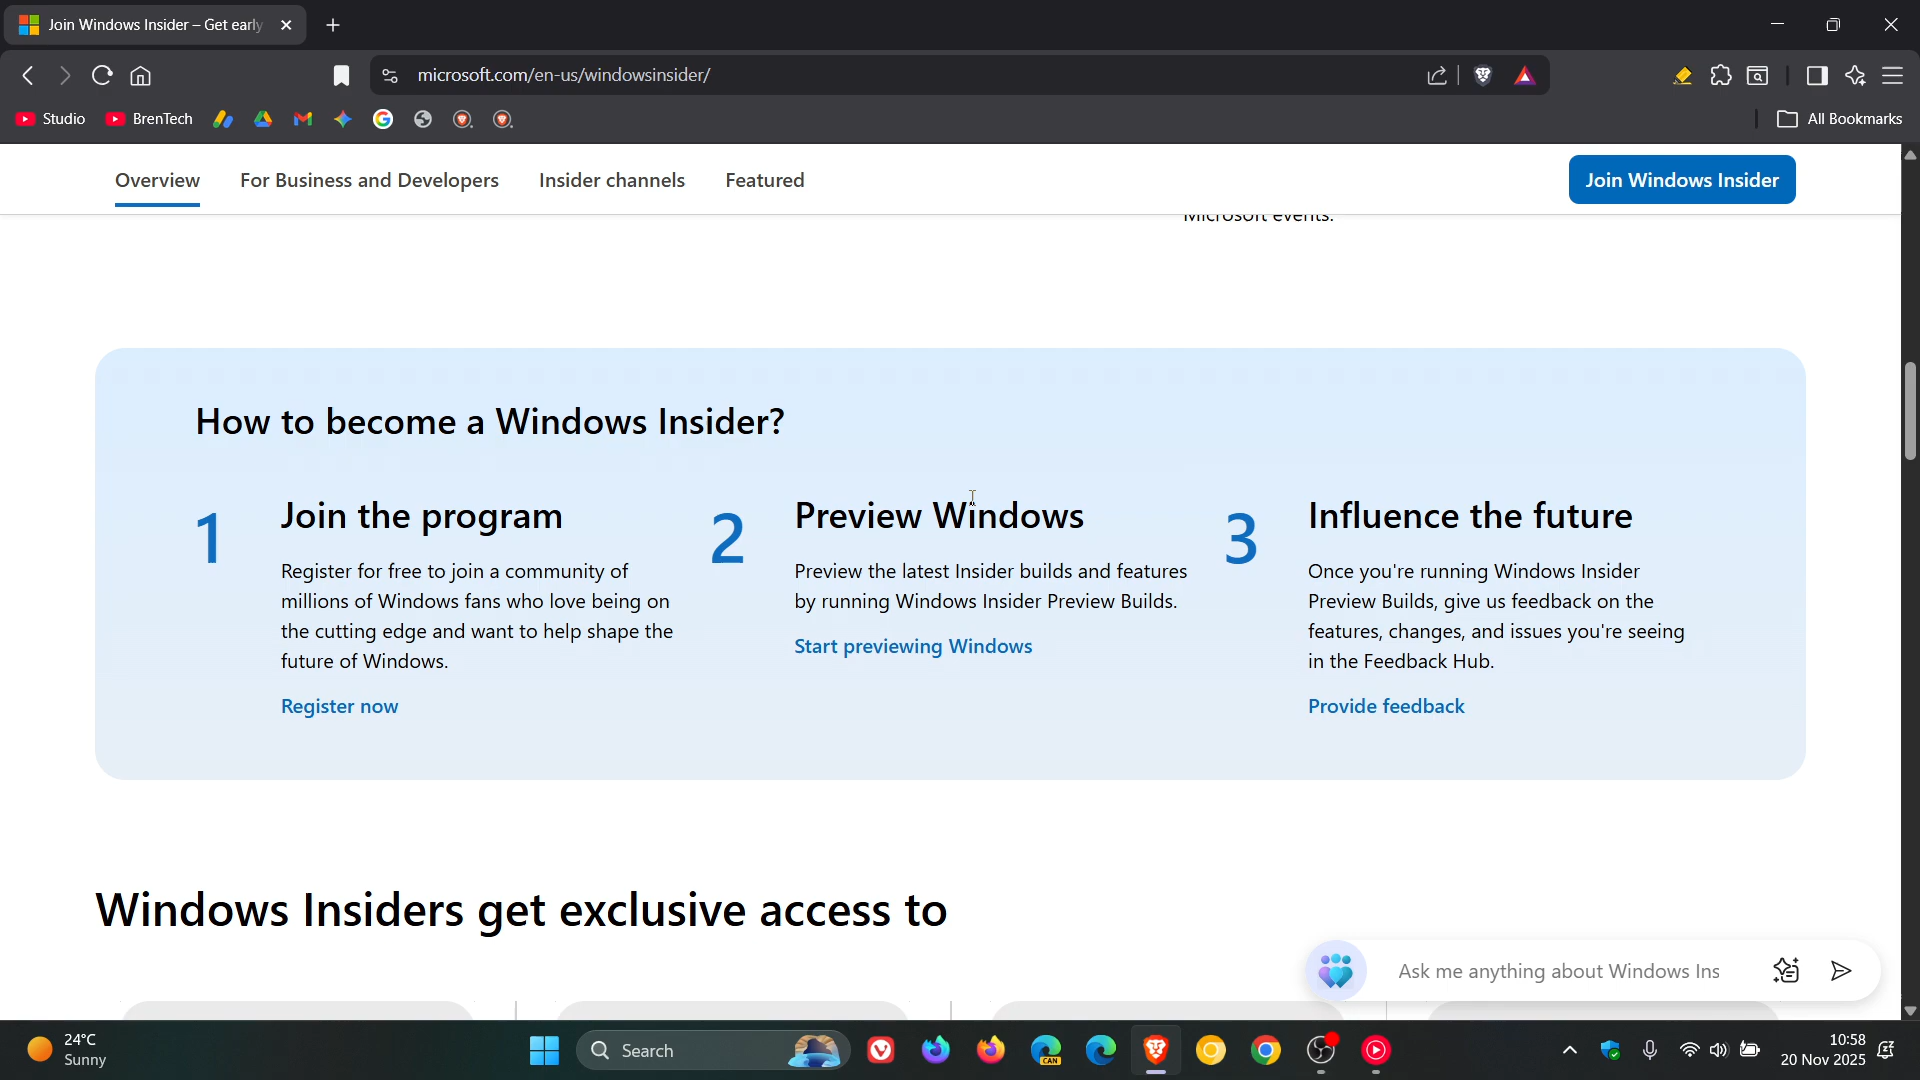 Join Windows Insider – Get early
microsoft.com/en-us/windowsinsider/
Studio
BrenTech
All Bookmarks
Overview
For Business and Developers
Insider channels
Featured
Join Windows Insider
Microsoft events.
How to become a Windows Insider?
1
Join the program
Register for free to join a community of
millions of Windows fans who love being on
the cutting edge and want to help shape the
future of Windows.
Register now
2
Preview Windows
Preview the latest Insider builds and features
by running Windows Insider Preview Builds.
Start previewing Windows
3
Influence the future
Once you're running Windows Insider
Preview Builds, give us feedback on the
features, changes, and issues you're seeing
in the Feedback Hub.
Provide feedback
Windows Insiders get exclusive access to
Ask me anything about Windows Ins
24°C
Sunny
Search
CAN
10:58
20 Nov 2025